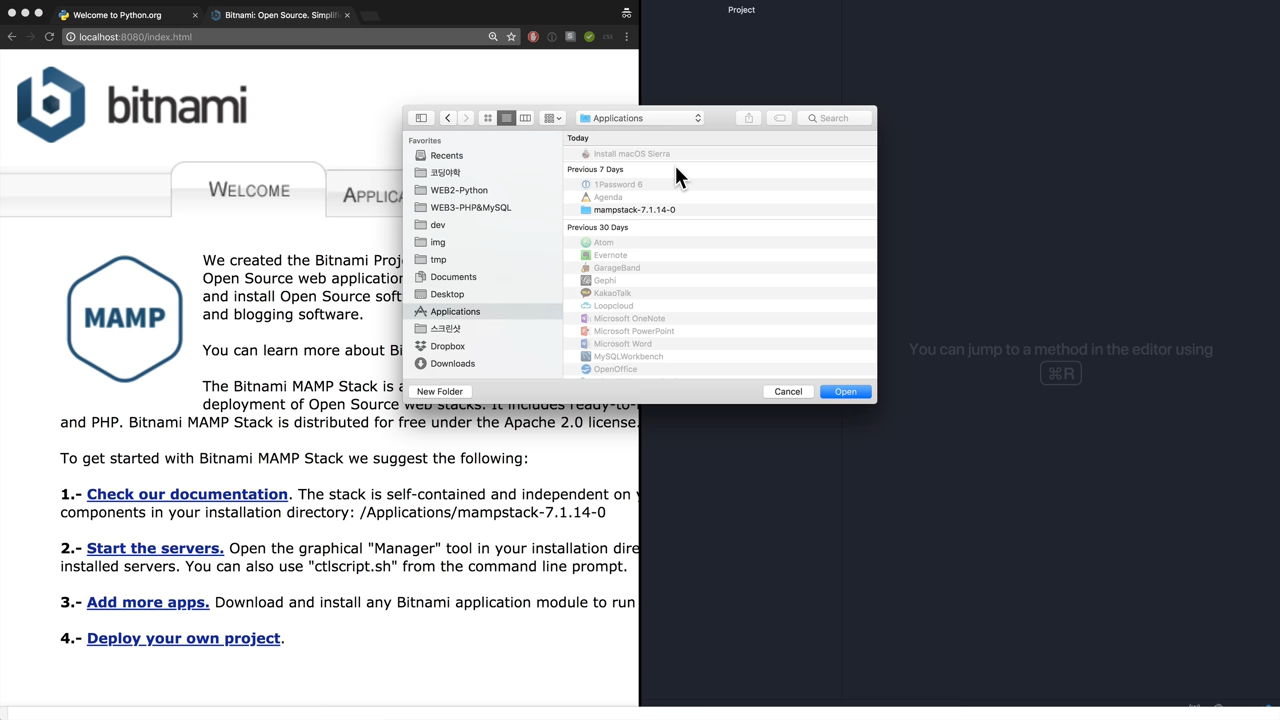 Welcome to Python.org
Bitnami: Open Source. Simplifi
localhost:8080/index.html
Project
bitnami
Welcome
Applica
MAMP
We created the Bitnami Proj
Open Source web application
and install Open Source soft
and blogging software.
You can learn more about Bi
The Bitnami MAMP Stack is a
deployment of Open Source web stacks. It includes ready-to-
and PHP. Bitnami MAMP Stack is distributed for free under the Apache 2.0 license.
To get started with Bitnami MAMP Stack we suggest the following:
1.- Check our documentation. The stack is self-contained and independent on y
components in your installation directory: /Applications/mampstack-7.1.14-0
2.- Start the servers. Open the graphical "Manager" tool in your installation dire
installed servers. You can also use "ctlscript.sh" from the command line prompt.
3.- Add more apps. Download and install any Bitnami application module to run
4.- Deploy your own project.
Applications
Search
Favorites
Recents
코딩야학
WEB2-Python
WEB3-PHP&MySQL
dev
img
tmp
Documents
Desktop
Applications
스크린샷
Dropbox
Downloads
Today
Install macOS Sierra
Previous 7 Days
1Password 6
Agenda
mampstack-7.1.14-0
Previous 30 Days
Atom
Evernote
GarageBand
Gephi
KakaoTalk
Loopcloud
Microsoft OneNote
Microsoft PowerPoint
Microsoft Word
MySQLWorkbench
OpenOffice
New Folder
Cancel
Open
You can jump to a method in the editor using
⌘R